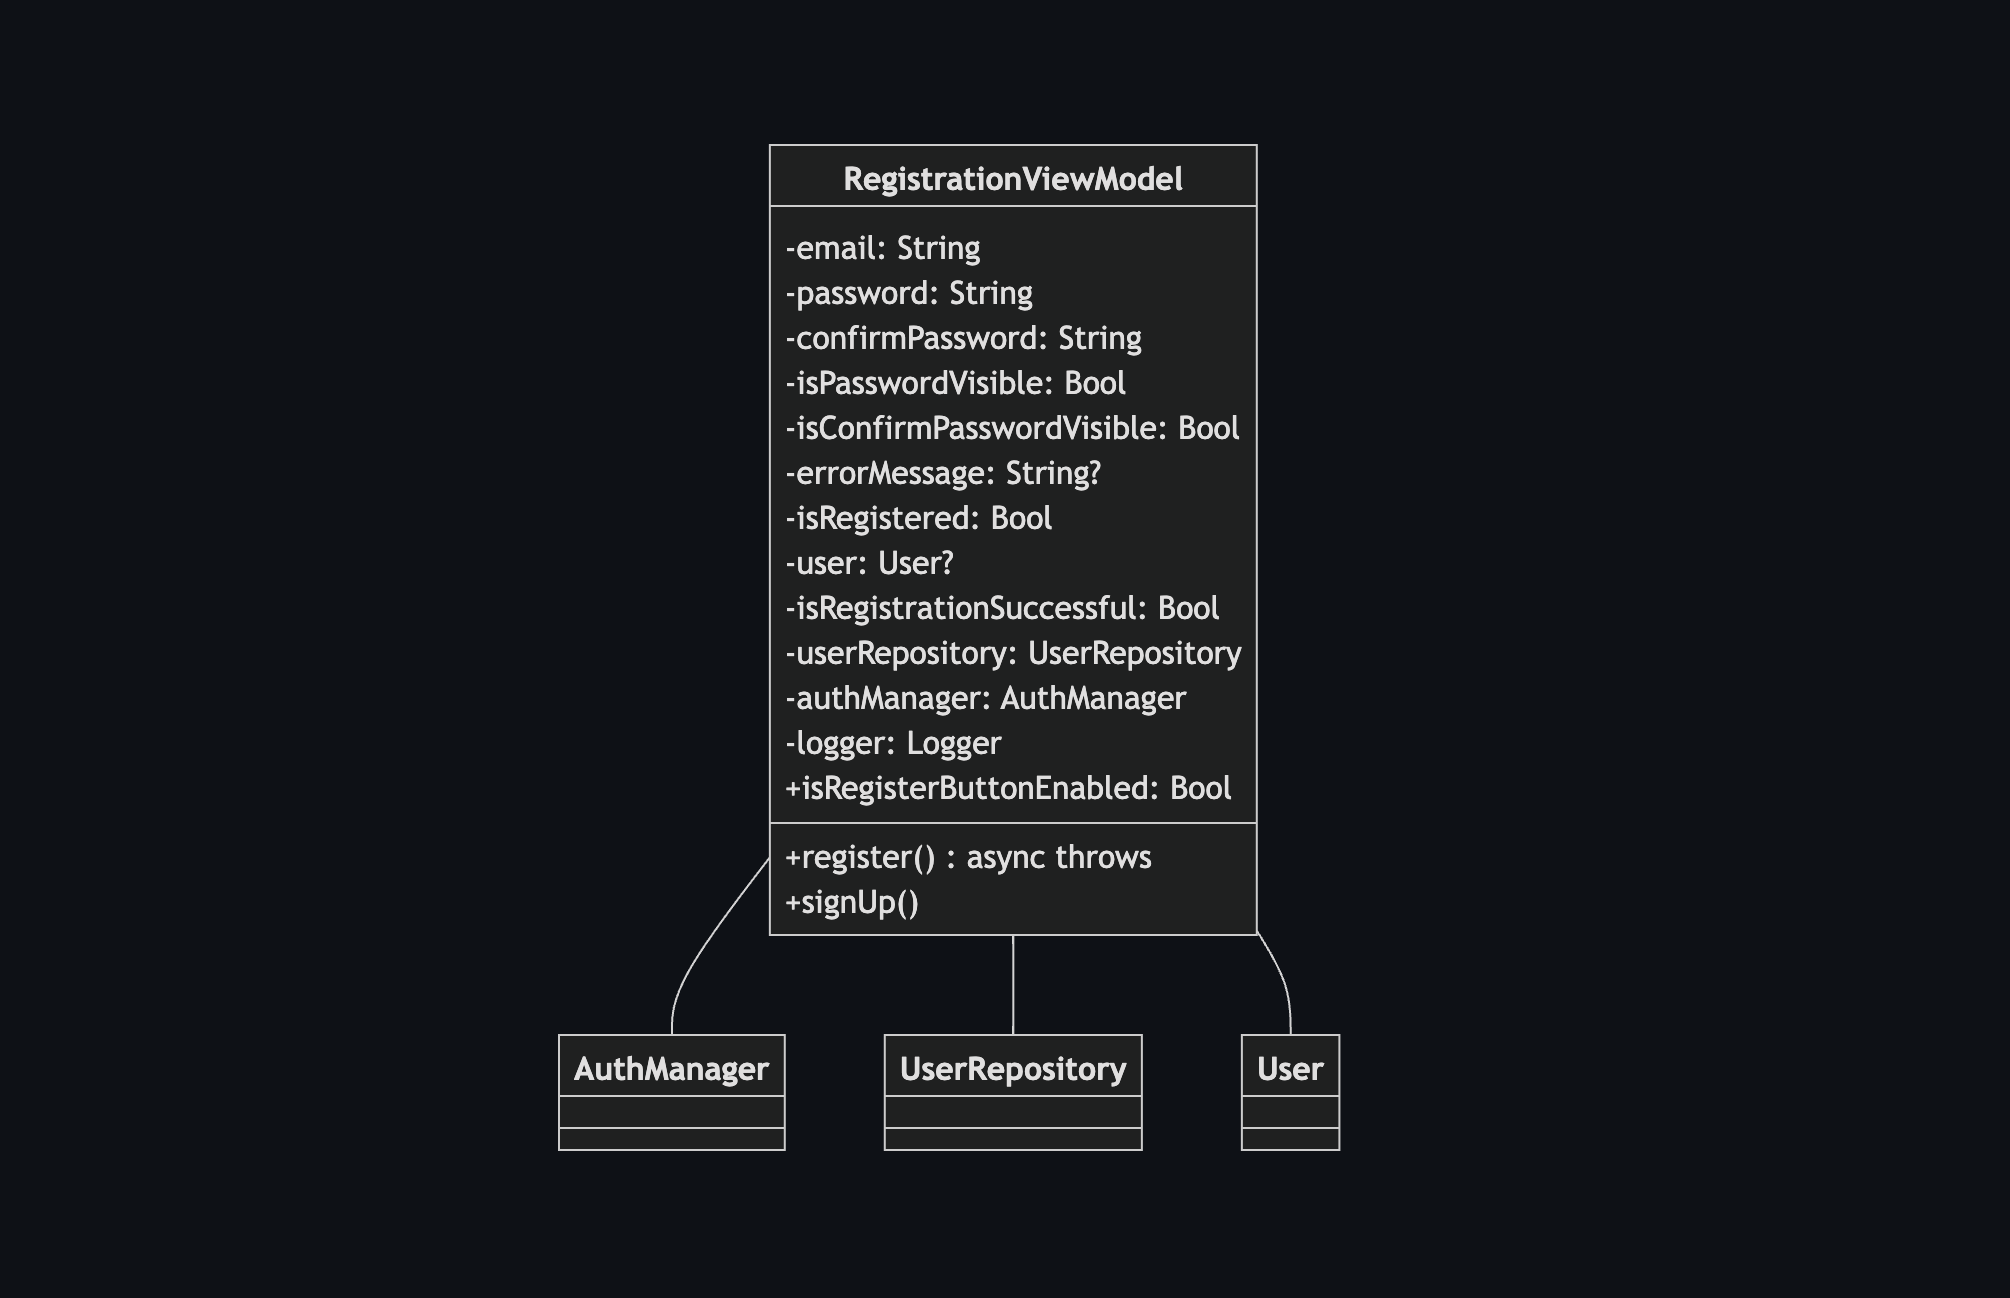 RegistrationViewModel
-email: String
-password: String
-confirmPassword: String
-isPasswordVisible: Bool
-isConfirmPasswordVisible: Bool
-errorMessage: String?
-isRegistered: Bool
-user: User?
-isRegistrationSuccessful: Bool
-userRepository: UserRepository
-authManager: AuthManager
-logger: Logger
+isRegisterButtonEnabled: Bool
+register() : async throws
+signUp()
AuthManager
UserRepository
User